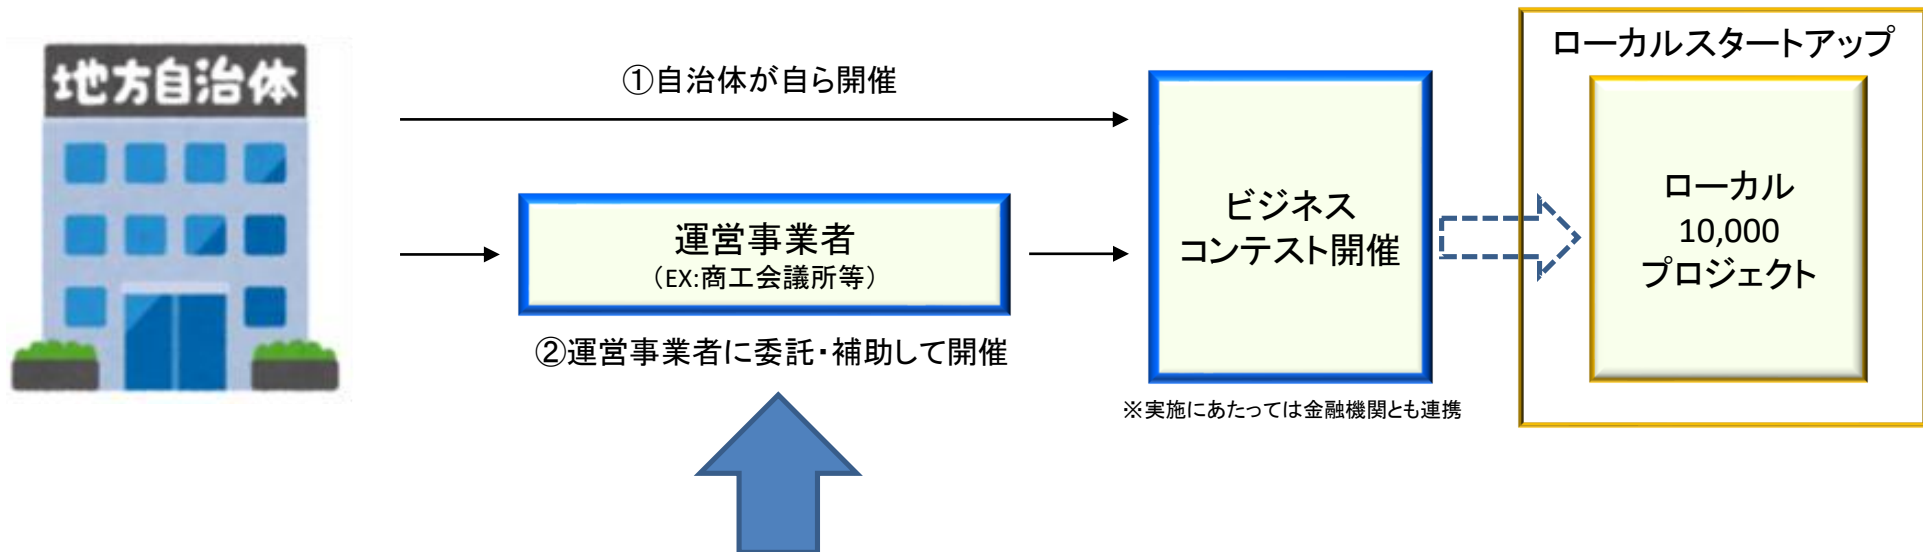 地方自治体
①自治体が自ら開催
運営事業者
（EX:商工会議所等）
②運営事業者に委託・補助して開催
ビジネス
コンテスト開催
※実施にあたっては金融機関とも連携
ローカルスタートアップ
ローカル
10,000
プロジェクト